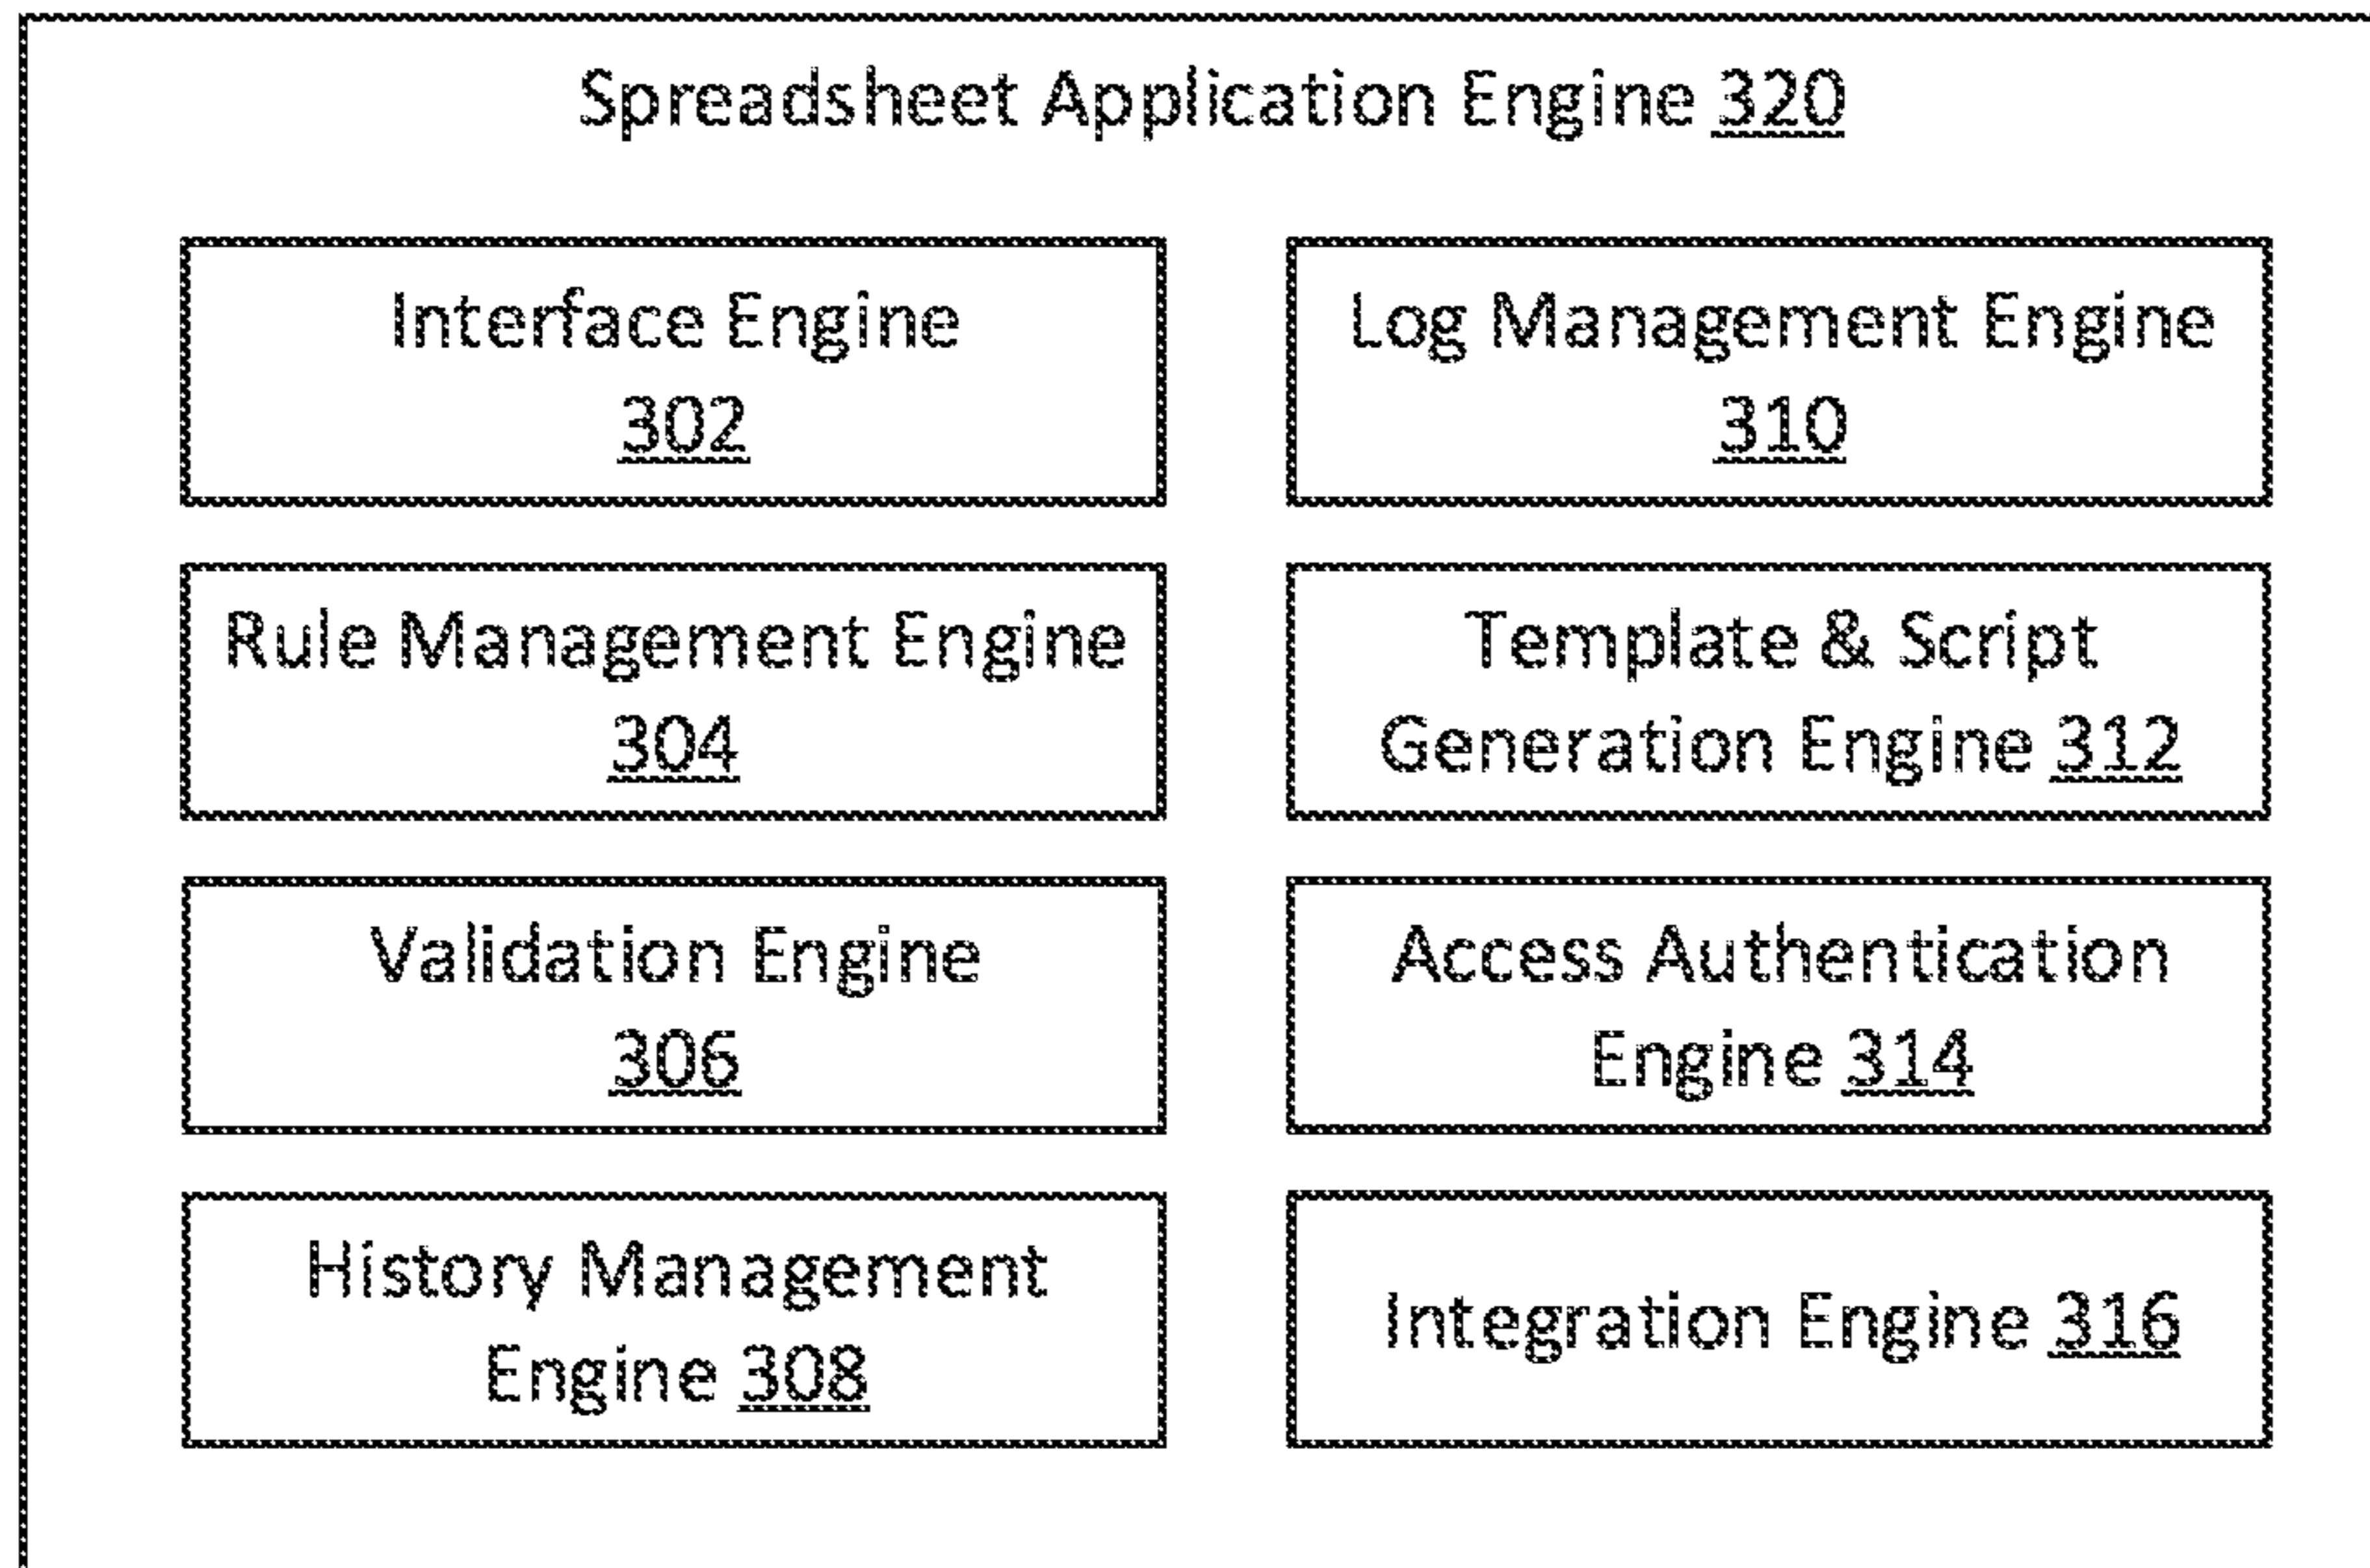 Spreadsheet Application Engine 320
Interface Engine
302
Log Management Engine
310
Rule Management Engine
304
Template & Script
Generation Engine 312
Validation Engine
306
Access Authentication
Engine 314
History Management
Engine 308
Integration Engine 316